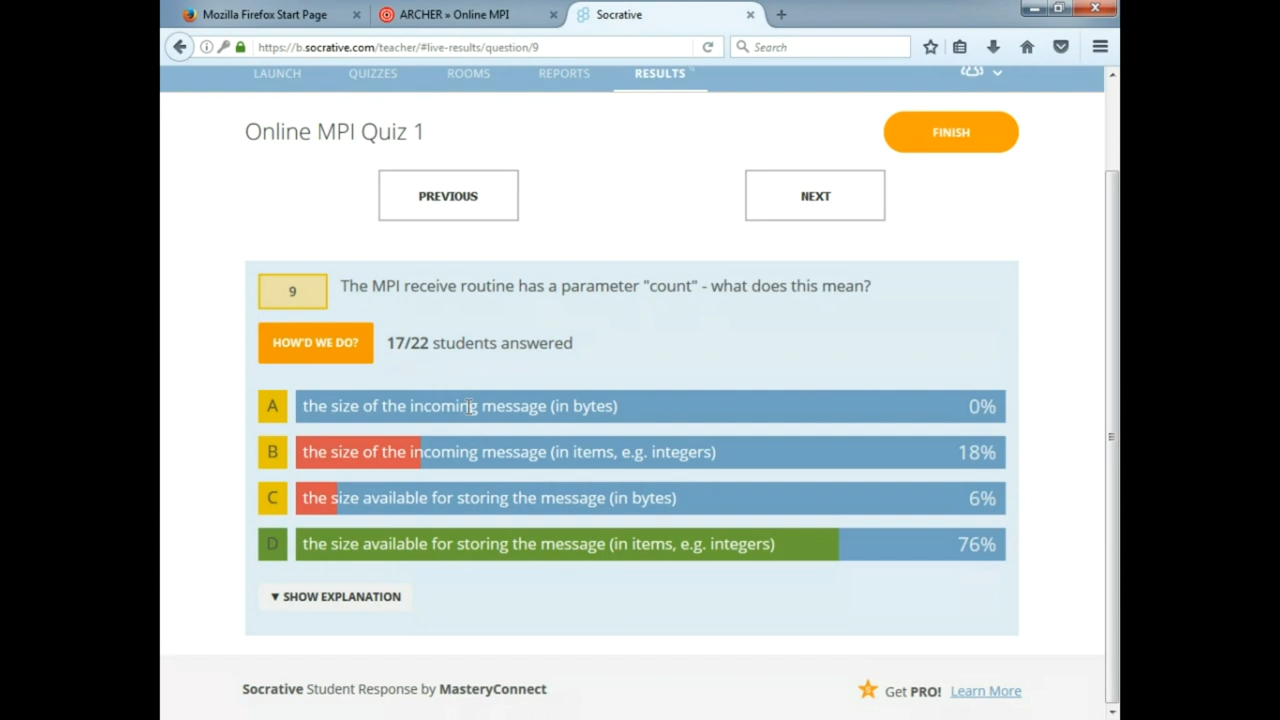 Mozilla Firefox Start Page
ARCHER » Online MPI
Socrative
https://b.socrative.com/teacher/#live-results/question/9
Search
LAUNCH
QUIZZES
ROOMS
REPORTS
RESULTS
Online MPI Quiz 1
FINISH
PREVIOUS
NEXT
9
The MPI receive routine has a parameter "count" - what does this mean?
HOW'D WE DO?
17/22 students answered
A the size of the incoming message (in bytes) 0%
B the size of the incoming message (in items, e.g. integers) 18%
C the size available for storing the message (in bytes) 6%
D the size available for storing the message (in items, e.g. integers) 76%
▼ SHOW EXPLANATION
Socrative Student Response by MasteryConnect
Get PRO! Learn More